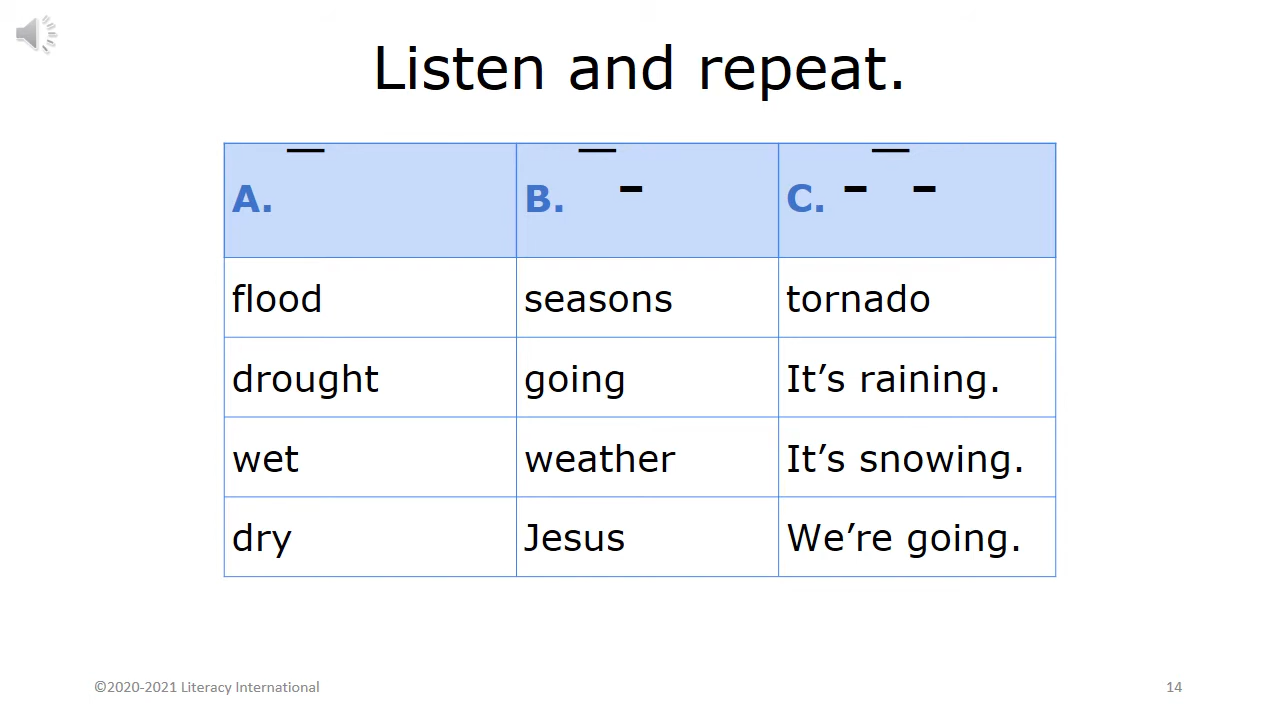 Listen and repeat.
A. B. C.
flood seasons tornado
drought going It’s raining.
wet weather It’s snowing.
dry Jesus We’re going.
©2020-2021 Literacy International 14